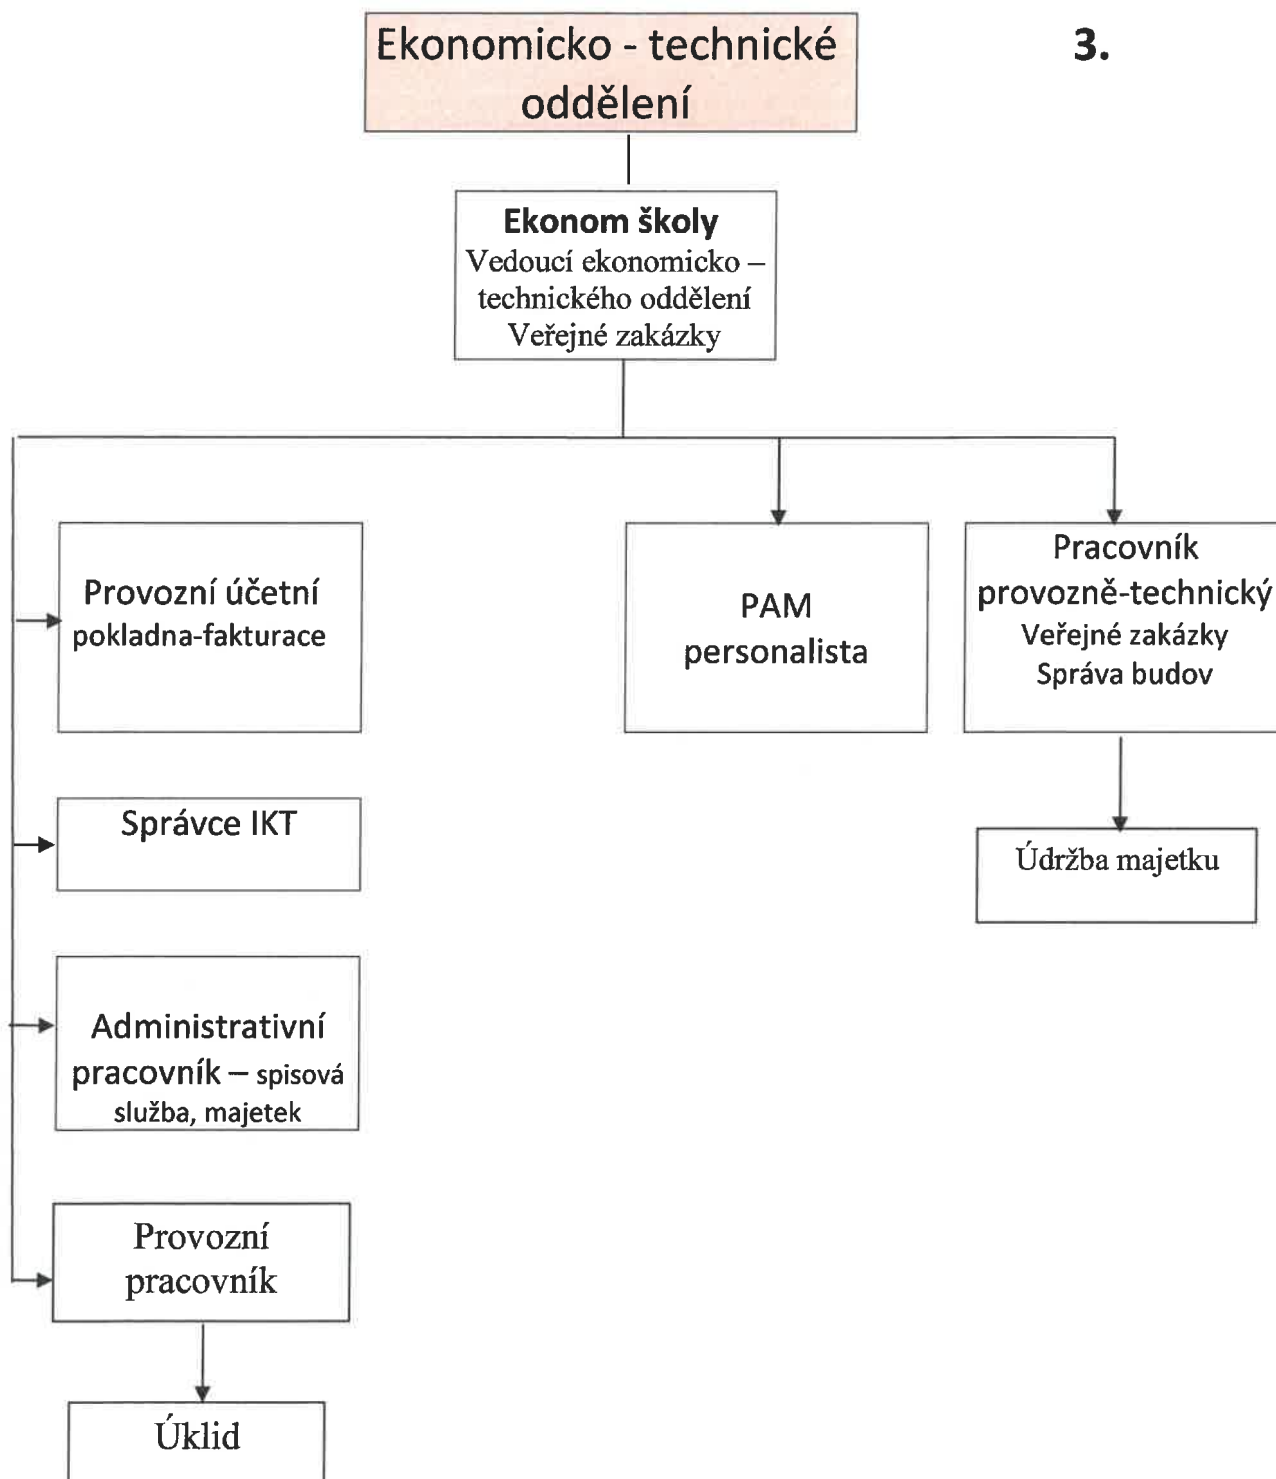 Ekonomicko - technické
oddělení
3.
Ekonom školy
Vedoucí ekonomicko –
technického oddělení
Veřejné zakázky
Provozní účetní
pokladna-fakturace
PAM
personalista
Pracovník
provozně-technický
Veřejné zakázky
Správa budov
Správce IKT
Údržba majetku
Administrativní
pracovník – spisová
služba, majetek
Provozní
pracovník
Úklid